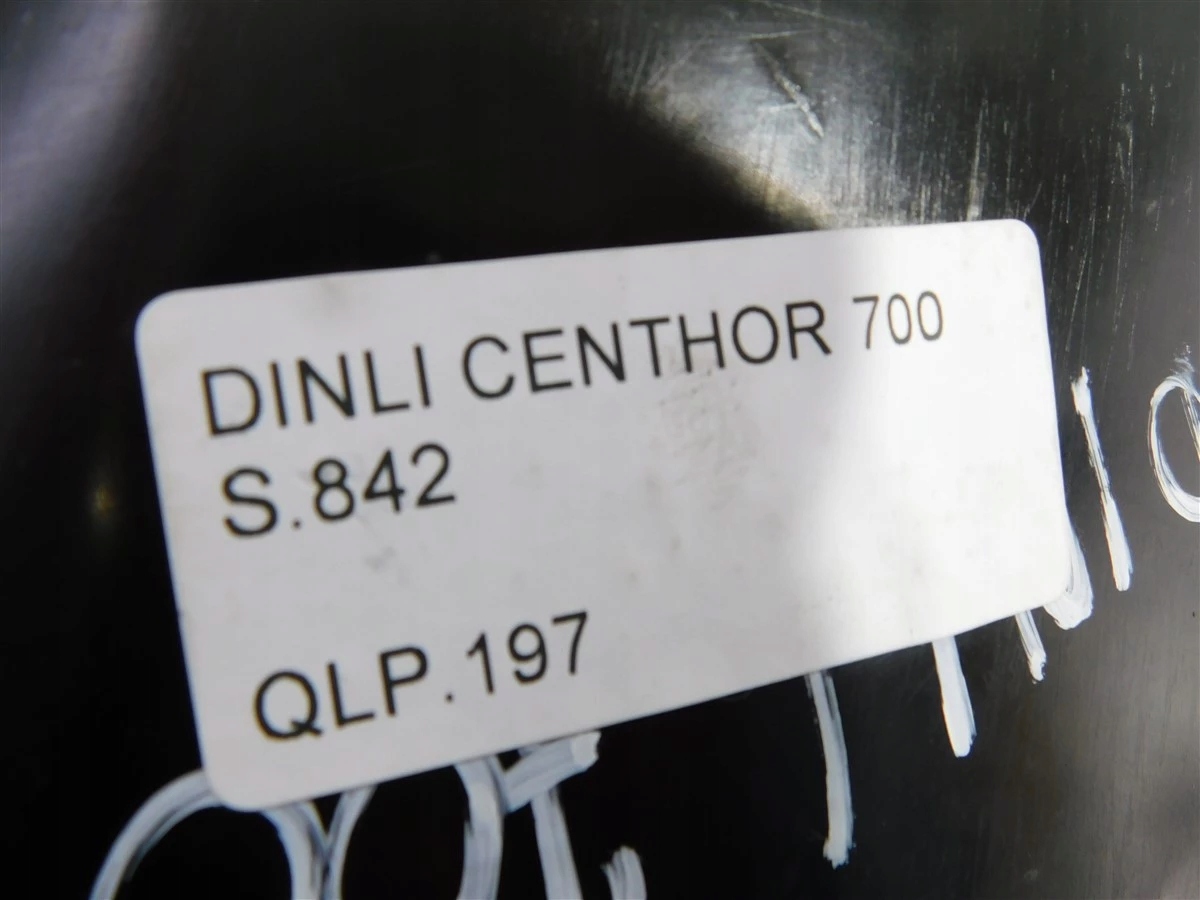 DINLI CENTHOR 700
S.842
QLP.197